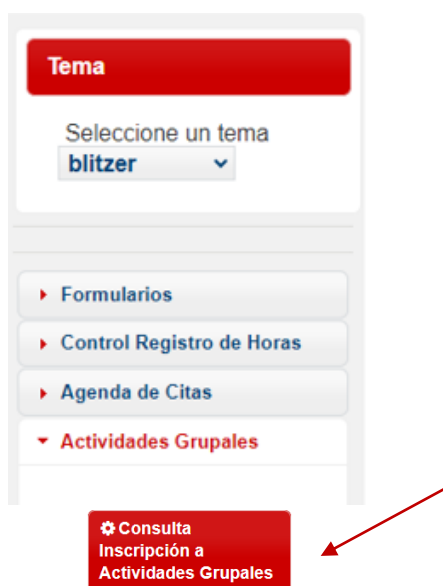 Tema
Seleccione un tema
blitzer
Formularios
Control Registro de Horas
Agenda de Citas
Actividades Grupales
Consulta
Inscripción a
Actividades Grupales